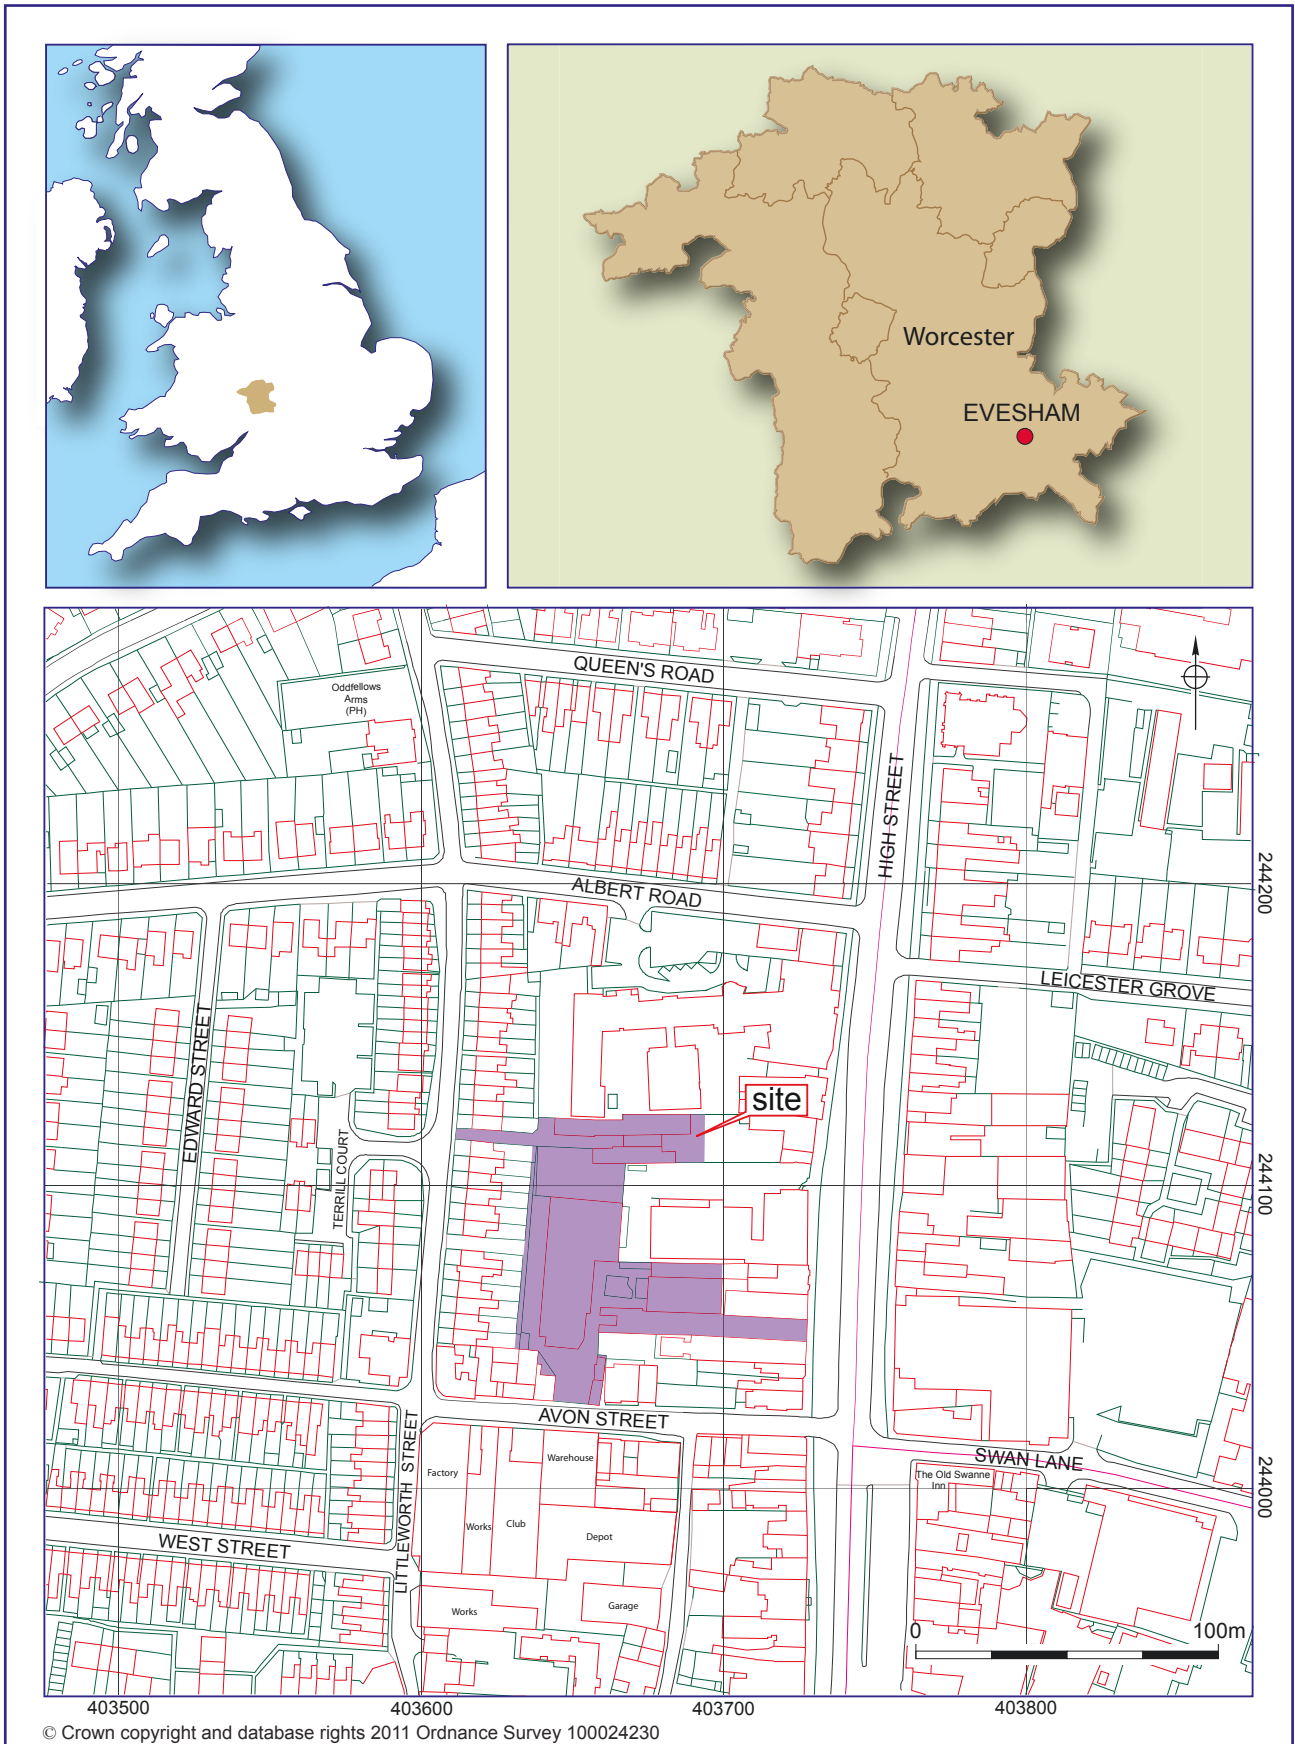 Worcester
EVESHAM
QUEEN'S ROAD
Oddfellows
Arms
(PH)
HIGH STREET
ALBERT ROAD
244200
LEICESTER GROVE
EDWARD STREET
site
TERRILL COURT
244100
AVON STREET
SWAN LANE
The Old Swanne
Inn
LITTLEWORTH STREET
Factory
Warehouse
Works
Club
Depot
244000
WEST STREET
Works
Garage
0
100m
403500
403600
403700
403800
© Crown copyright and database rights 2011 Ordnance Survey 100024230